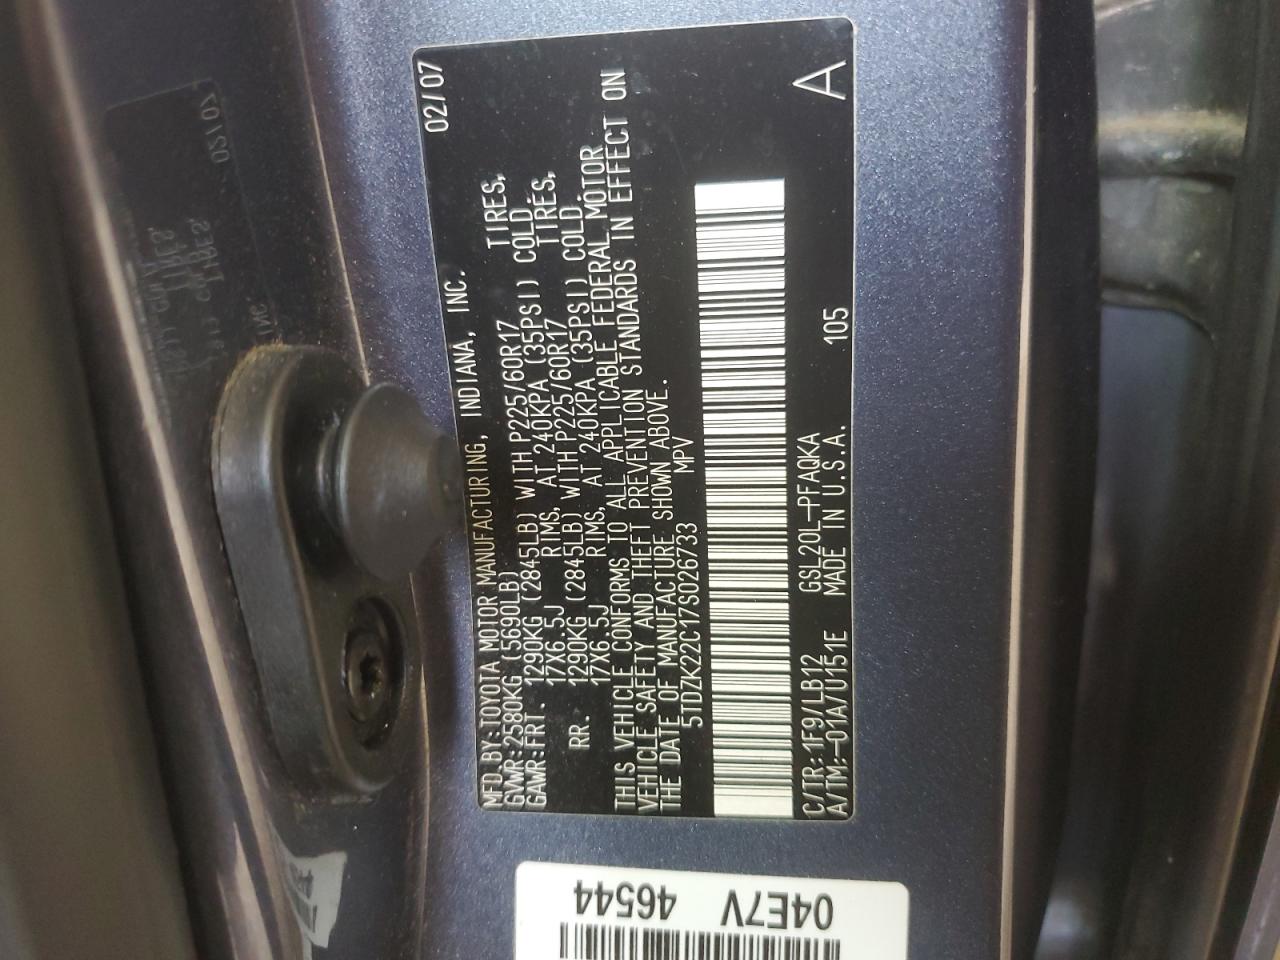 MFD.BY:TOYOTA MOTOR MANUFACTURING, INDIANA, INC. 02/07
GVWR:2580KG (5690LB)
GAWR:FRT. 1290KG (2845LB) WITH P225/60R17 TIRES,
17X6.5J RIMS, AT 240KPA (35PSI) COLD
RR. 1290KG (2845LB) WITH P225/60R17 TIRES,
17X6.5J RIMS, AT 240KPA (35PSI) COLD.
THIS VEHICLE CONFORMS TO ALL APPLICABLE FEDERAL MOTOR
VEHICLE SAFETY AND THEFT PREVENTION STANDARDS IN EFFECT ON
THE DATE OF MANUFACTURE SHOWN ABOVE.
5TDZK22C17S026733 MPV
C/TR:1F9/LB12 GSL20L-PFAQKA
A/TM:-01A/U151E MADE IN U.S.A. 105
A
46544
04E7V